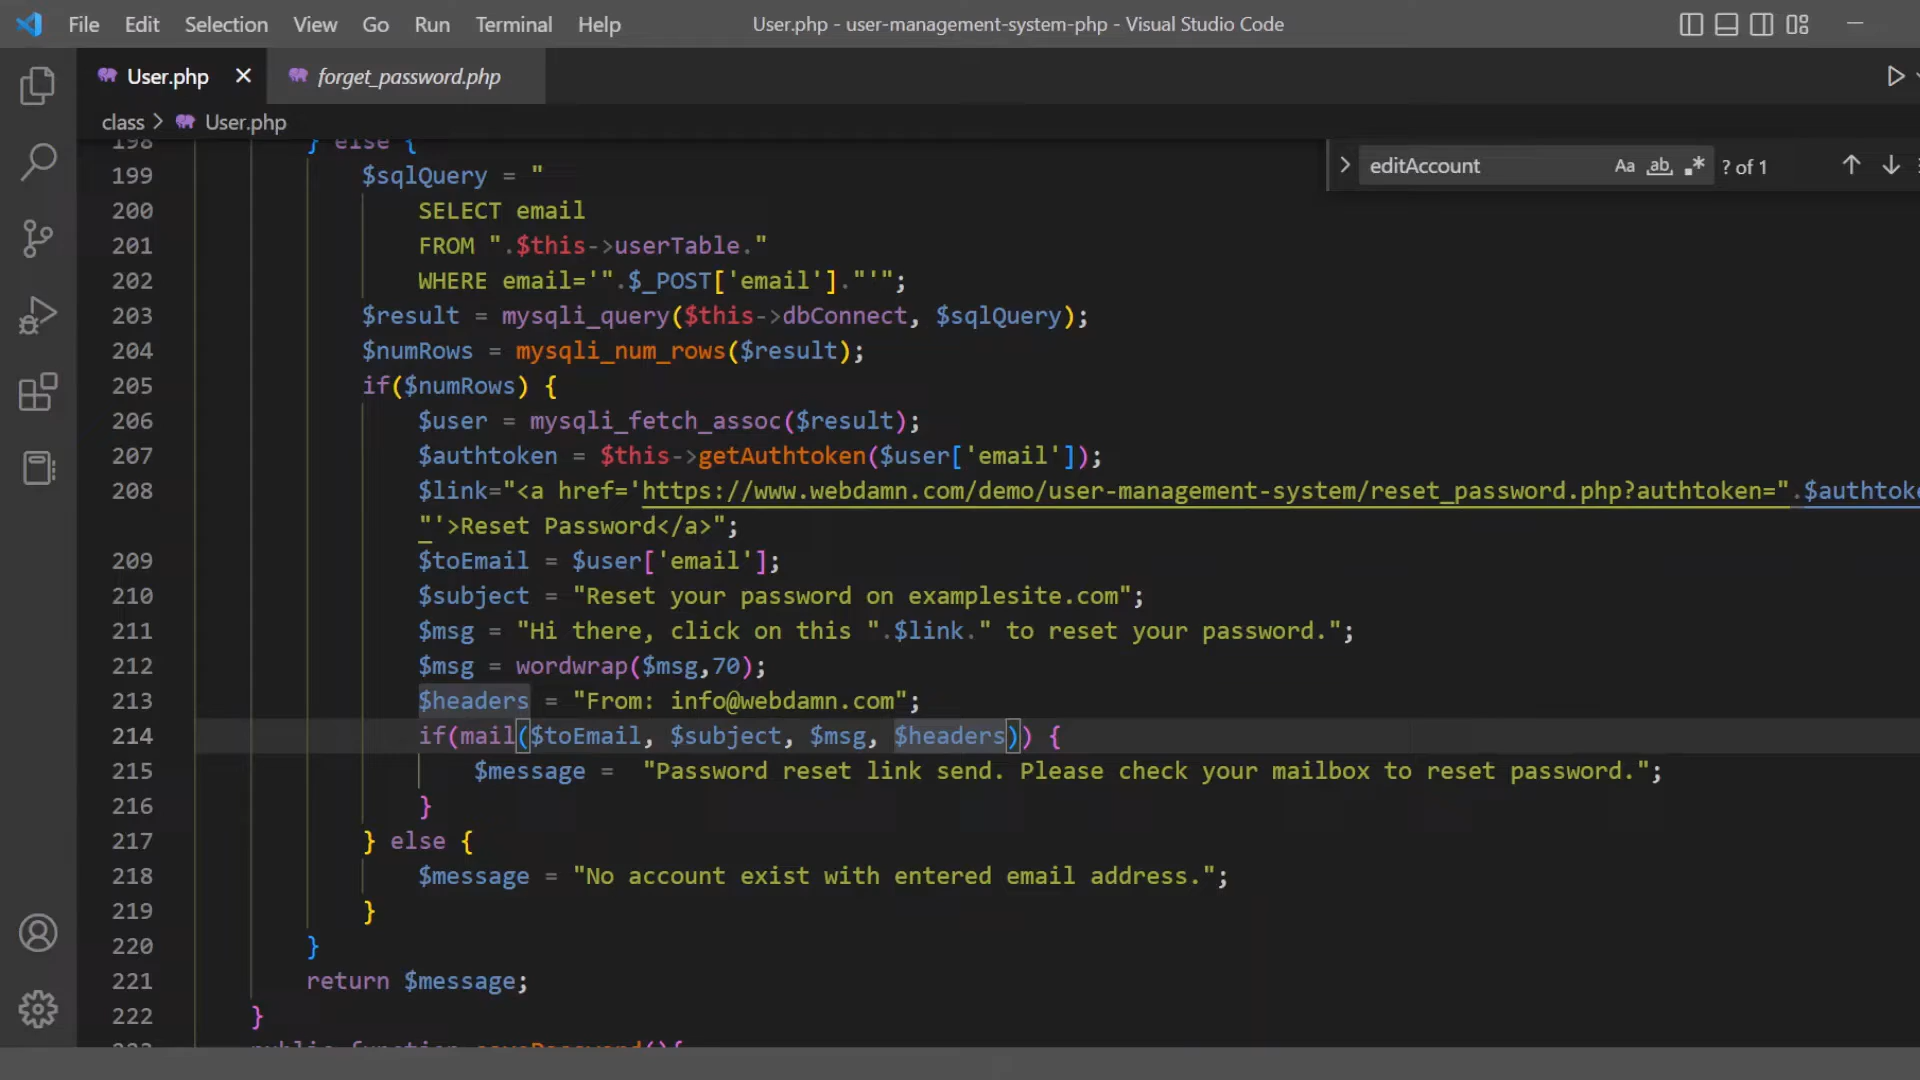 File Edit Selection View Go Run Terminal Help
User.php - user-management-system-php - Visual Studio Code
User.php
forget_password.php
class > User.php
editAccount
Aa ab .* ? of 1
198 } else {
199 $sqlQuery = "
200 SELECT email
201 FROM ".$this->userTable."
202 WHERE email='".$_POST['email']."'";
203 $result = mysqli_query($this->dbConnect, $sqlQuery);
204 $numRows = mysqli_num_rows($result);
205 if($numRows) {
206 $user = mysqli_fetch_assoc($result);
207 $authtoken = $this->getAuthtoken($user['email']);
208 $link="<a href='https://www.webdamn.com/demo/user-management-system/reset_password.php?authtoken=".$authtoke
"'>Reset Password</a>";
209 $toEmail = $user['email'];
210 $subject = "Reset your password on examplesite.com";
211 $msg = "Hi there, click on this ".$link." to reset your password.";
212 $msg = wordwrap($msg,70);
213 $headers = "From: info@webdamn.com";
214 if(mail($toEmail, $subject, $msg, $headers)) {
215 $message = "Password reset link send. Please check your mailbox to reset password.";
216 }
217 } else {
218 $message = "No account exist with entered email address.";
219 }
220 }
221 return $message;
222 }